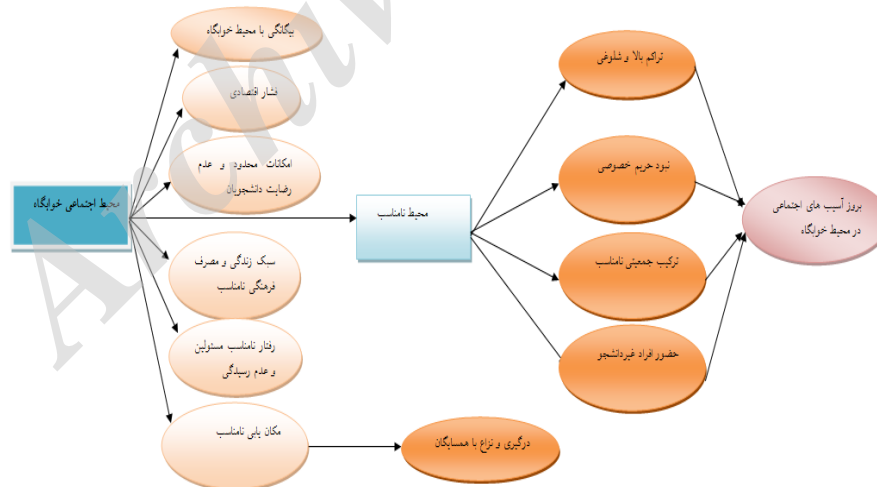 بیگانگی با محیط خوابگاه
فشار اقتصادی
امکانات محدود و عدم
رضایت دانشجویان
محیط اجتماعی خوابگاه
سبک زندگی و مصرف
فرهنگی نامناسب
رفتار نامناسب مسئولین
و عدم رسیدگی
مکان یابی نامناسب
محیط نامناسب
درگیری و نزاع با همسایگان
تراکم بالا و شلوغی
نبود حریم خصوصی
ترکیب جمعیتی نامناسب
حضور افراد غیردانشجو
بروز آسیب های اجتماعی
در محیط خوابگاه
Archiv